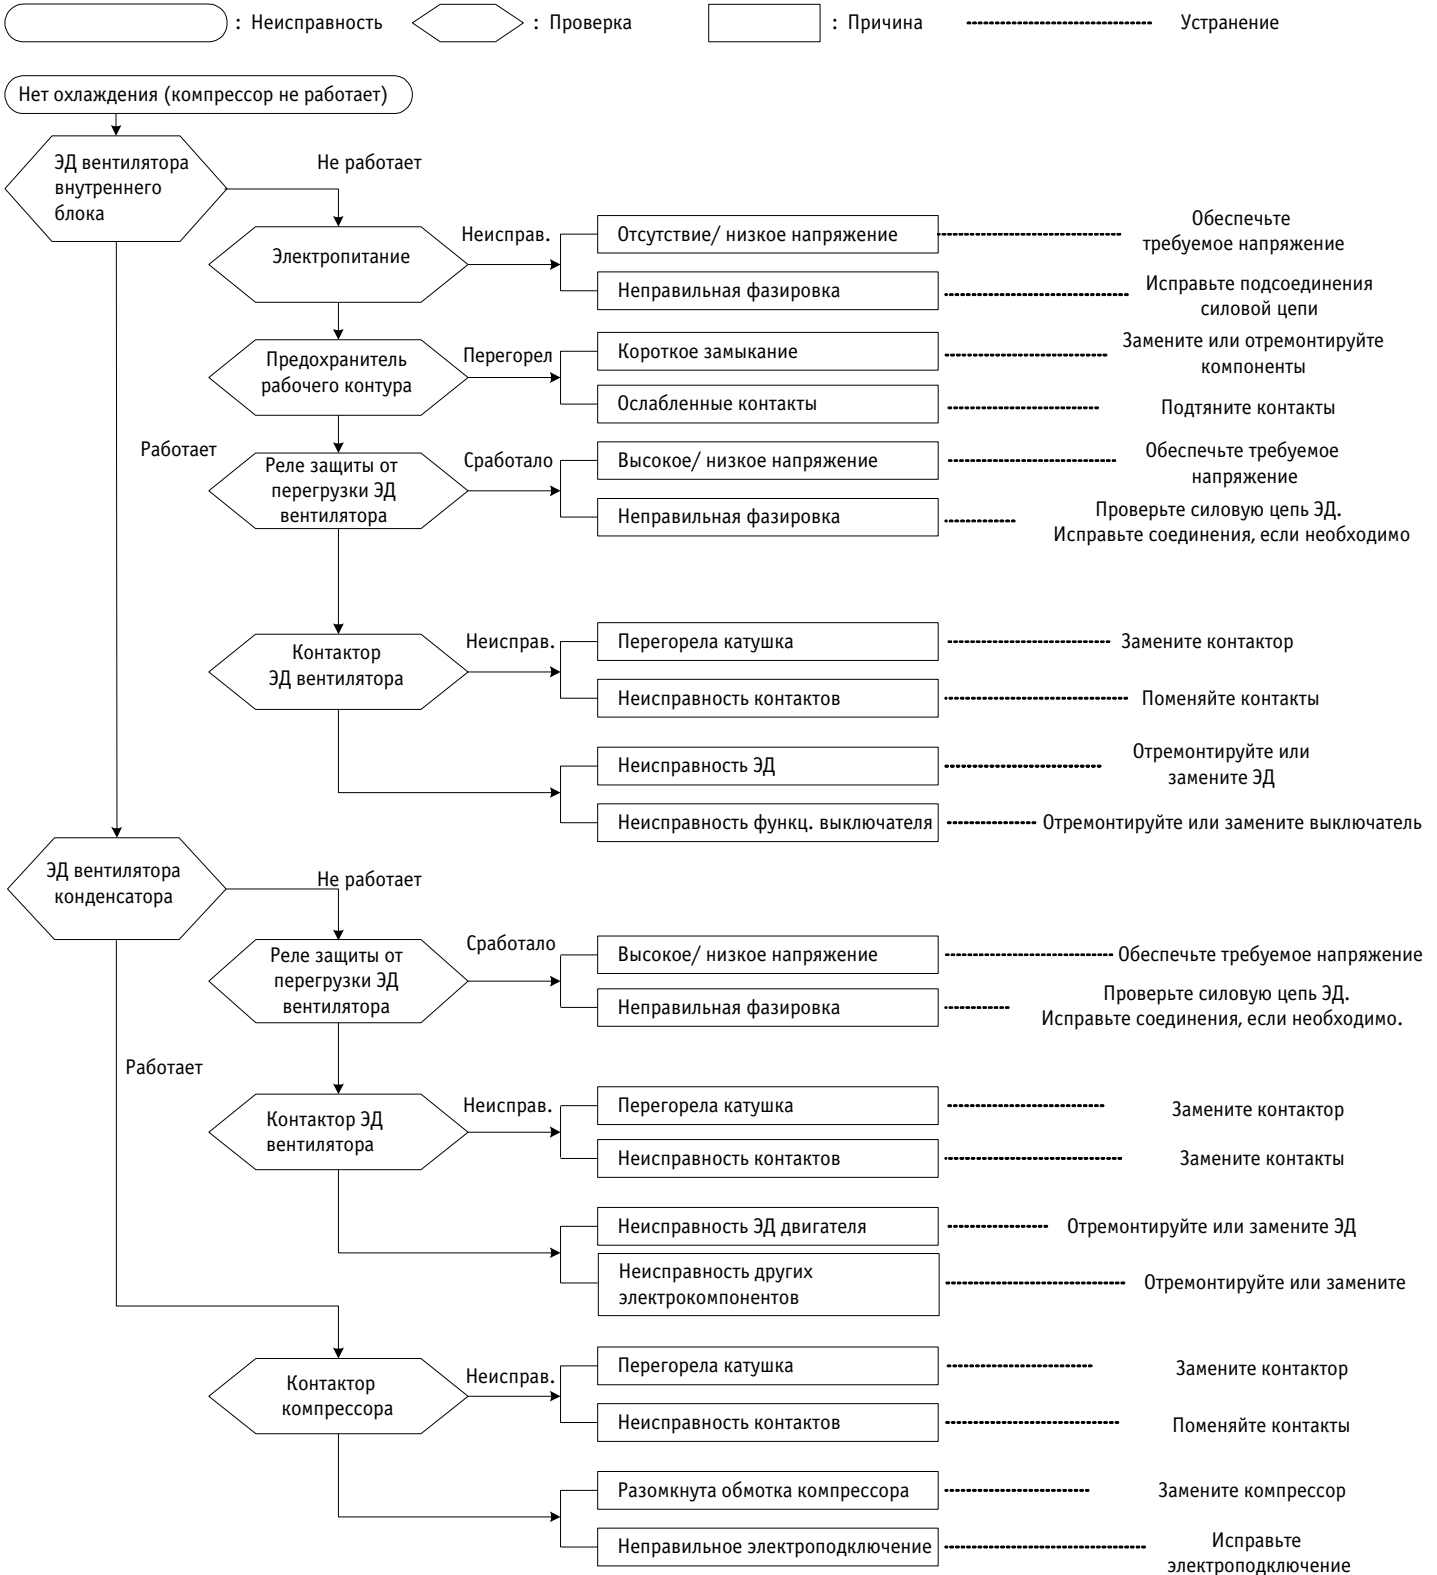 : Неисправность : Проверка : Причина Устранение
Нет охлаждения (компрессор не работает)
ЭД вентилятора
внутреннего
блока
Не работает
Электропитание
Неисправ.
Отсутствие/ низкое напряжение
Обеспечьте
требуемое напряжение
Неправильная фазировка
Исправьте подсоединения
силовой цепи
Предохранитель
рабочего контура
Перегорел
Короткое замыкание
Замените или отремонтируйте
компоненты
Ослабленные контакты
Подтяните контакты
Работает
Реле защиты от
перегрузки ЭД
вентилятора
Сработало
Высокое/ низкое напряжение
Обеспечьте требуемое
напряжение
Неправильная фазировка
Проверьте силовую цепь ЭД.
Исправьте соединения, если необходимо
Контактор
ЭД вентилятора
Неисправ.
Перегорела катушка
Замените контактор
Неисправность контактов
Поменяйте контакты
Неисправность ЭД
Отремонтируйте или
замените ЭД
Неисправность функц. выключателя
Отремонтируйте или замените выключатель
ЭД вентилятора
конденсатора
Не работает
Реле защиты от
перегрузки ЭД
вентилятора
Сработало
Высокое/ низкое напряжение
Обеспечьте требуемое напряжение
Неправильная фазировка
Проверьте силовую цепь ЭД.
Исправьте соединения, если необходимо.
Работает
Контактор ЭД
вентилятора
Неисправ.
Перегорела катушка
Замените контактор
Неисправность контактов
Замените контакты
Неисправность ЭД двигателя
Отремонтируйте или замените ЭД
Неисправность других
электрокомпонентов
Отремонтируйте или замените
Контактор
компрессора
Неисправ.
Перегорела катушка
Замените контактор
Неисправность контактов
Поменяйте контакты
Разомкнута обмотка компрессора
Замените компрессор
Неправильное электроподключение
Исправьте
электроподключение